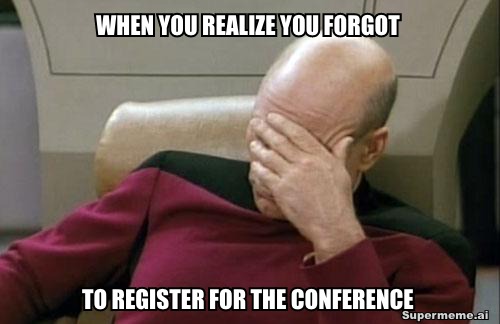 WHEN YOU REALIZE YOU FORGOT
TO REGISTER FOR THE CONFERENCE
Supermeme.ai